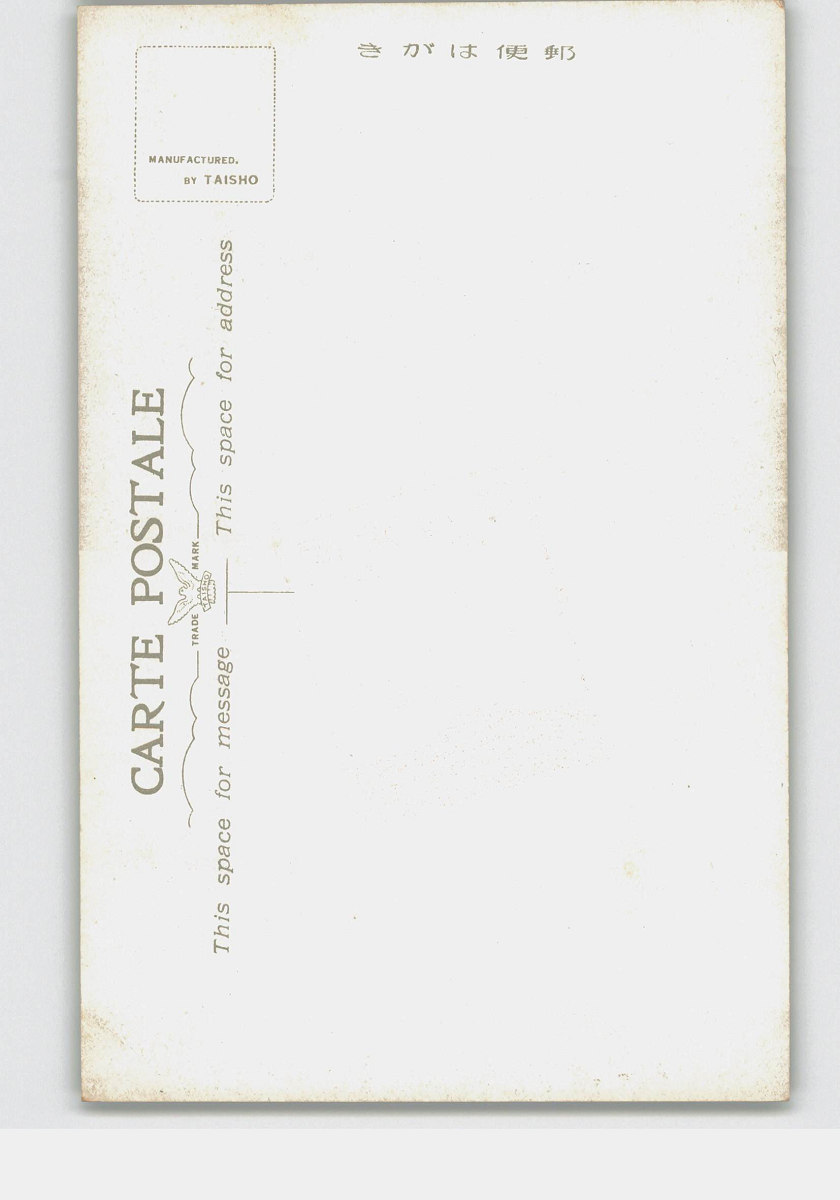 きがは便郵
MANUFACTURED.
BY TAISHO
CARTE POSTALE
TRADE MARK
TAISHO
This space for message
This space for address